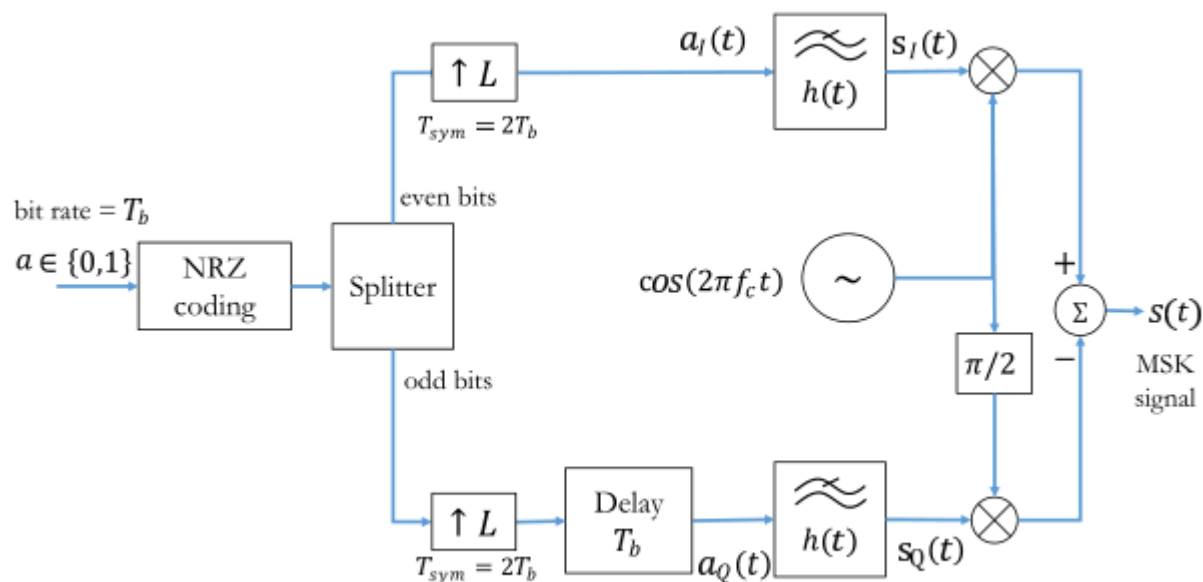 a_I(t)
h(t)
s_I(t)
↑ L
T_sym = 2T_b
even bits
bit rate = T_b
a ∈ {0,1}
NRZ
coding
Splitter
cos(2πf_c t)
~
+
Σ
s(t)
−
MSK
signal
π/2
odd bits
↑ L
T_sym = 2T_b
Delay
T_b
a_Q(t)
h(t)
s_Q(t)